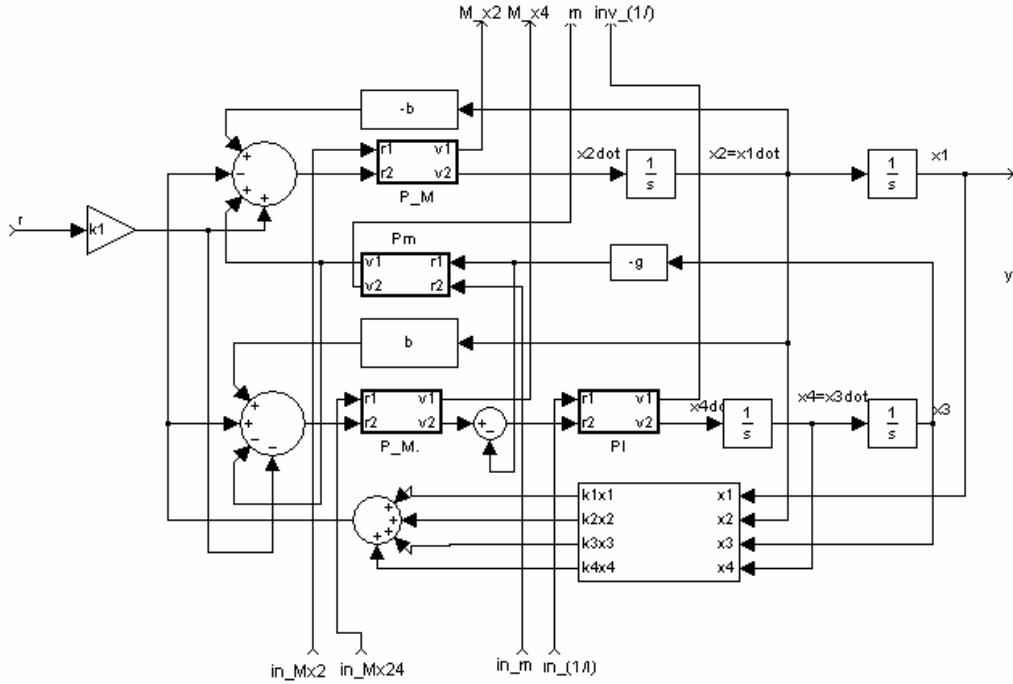 M_x2 M_x4 m inv_(1/l)
-b
+
-
+
+
r1 v1
r2 v2
P_M
x2dot
1
s
x2=x1dot
1
s
x1
r
k1
Pm
v1 r1
v2 r2
-g
y
b
+
+
-
-
r1 v1
r2 v2
P_M.
+
-
r1 v1
r2 v2
Pl
x4do
1
s
x4=x3dot
1
s
x3
+
+
+
+
k1x1 x1
k2x2 x2
k3x3 x3
k4x4 x4
in_Mx2 in_Mx24 in_m in_(1/l)